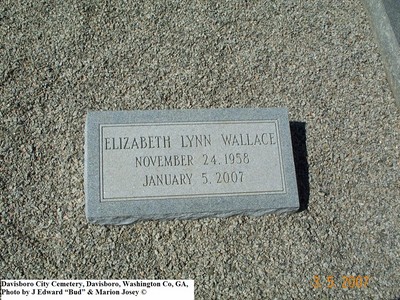 ELIZABETH LYNN WALLACE
NOVEMBER 24, 1958
JANUARY 5, 2007
Davisboro City Cemetery, Davisboro, Washington Co, GA,
Photo by J Edward “Bud” & Marion Josey ©